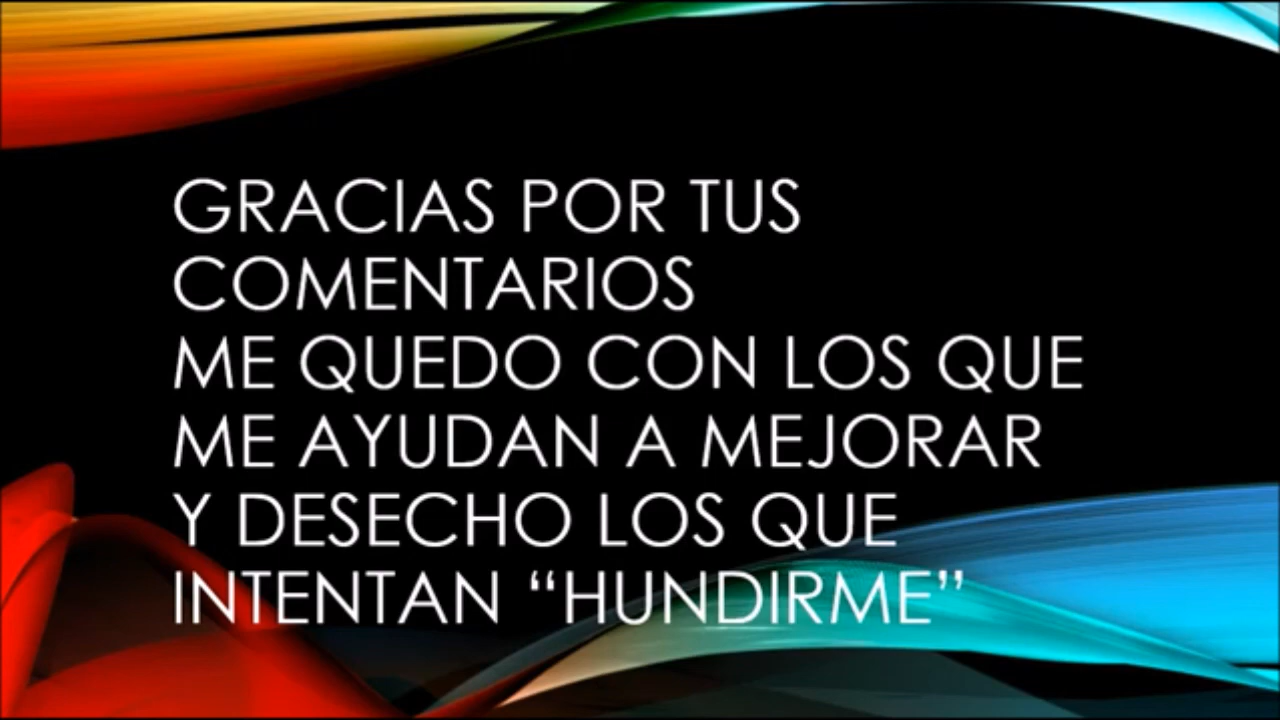 GRACIAS POR TUS
COMENTARIOS
ME QUEDO CON LOS QUE
ME AYUDAN A MEJORAR
Y DESECHO LOS QUE
INTENTAN “HUNDIRME”